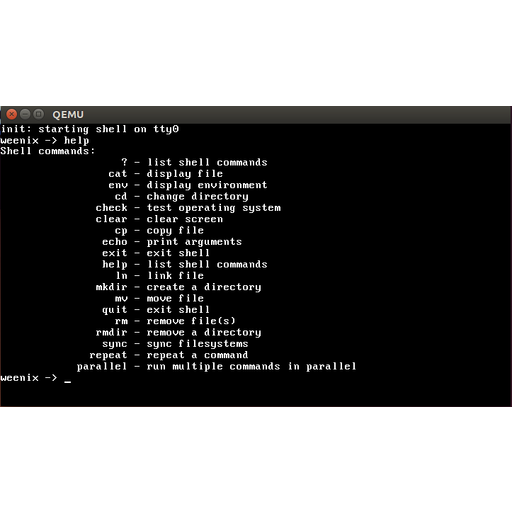 QEMU
init: starting shell on tty0
weenix -> help
Shell commands:
? - list shell commands
cat - display file
env - display environment
cd - change directory
check - test operating system
clear - clear screen
cp - copy file
echo - print arguments
exit - exit shell
help - list shell commands
ln - link file
mkdir - create a directory
mv - move file
quit - exit shell
rm - remove file(s)
rmdir - remove a directory
sync - sync filesystems
repeat - repeat a command
parallel - run multiple commands in parallel
weenix -> _